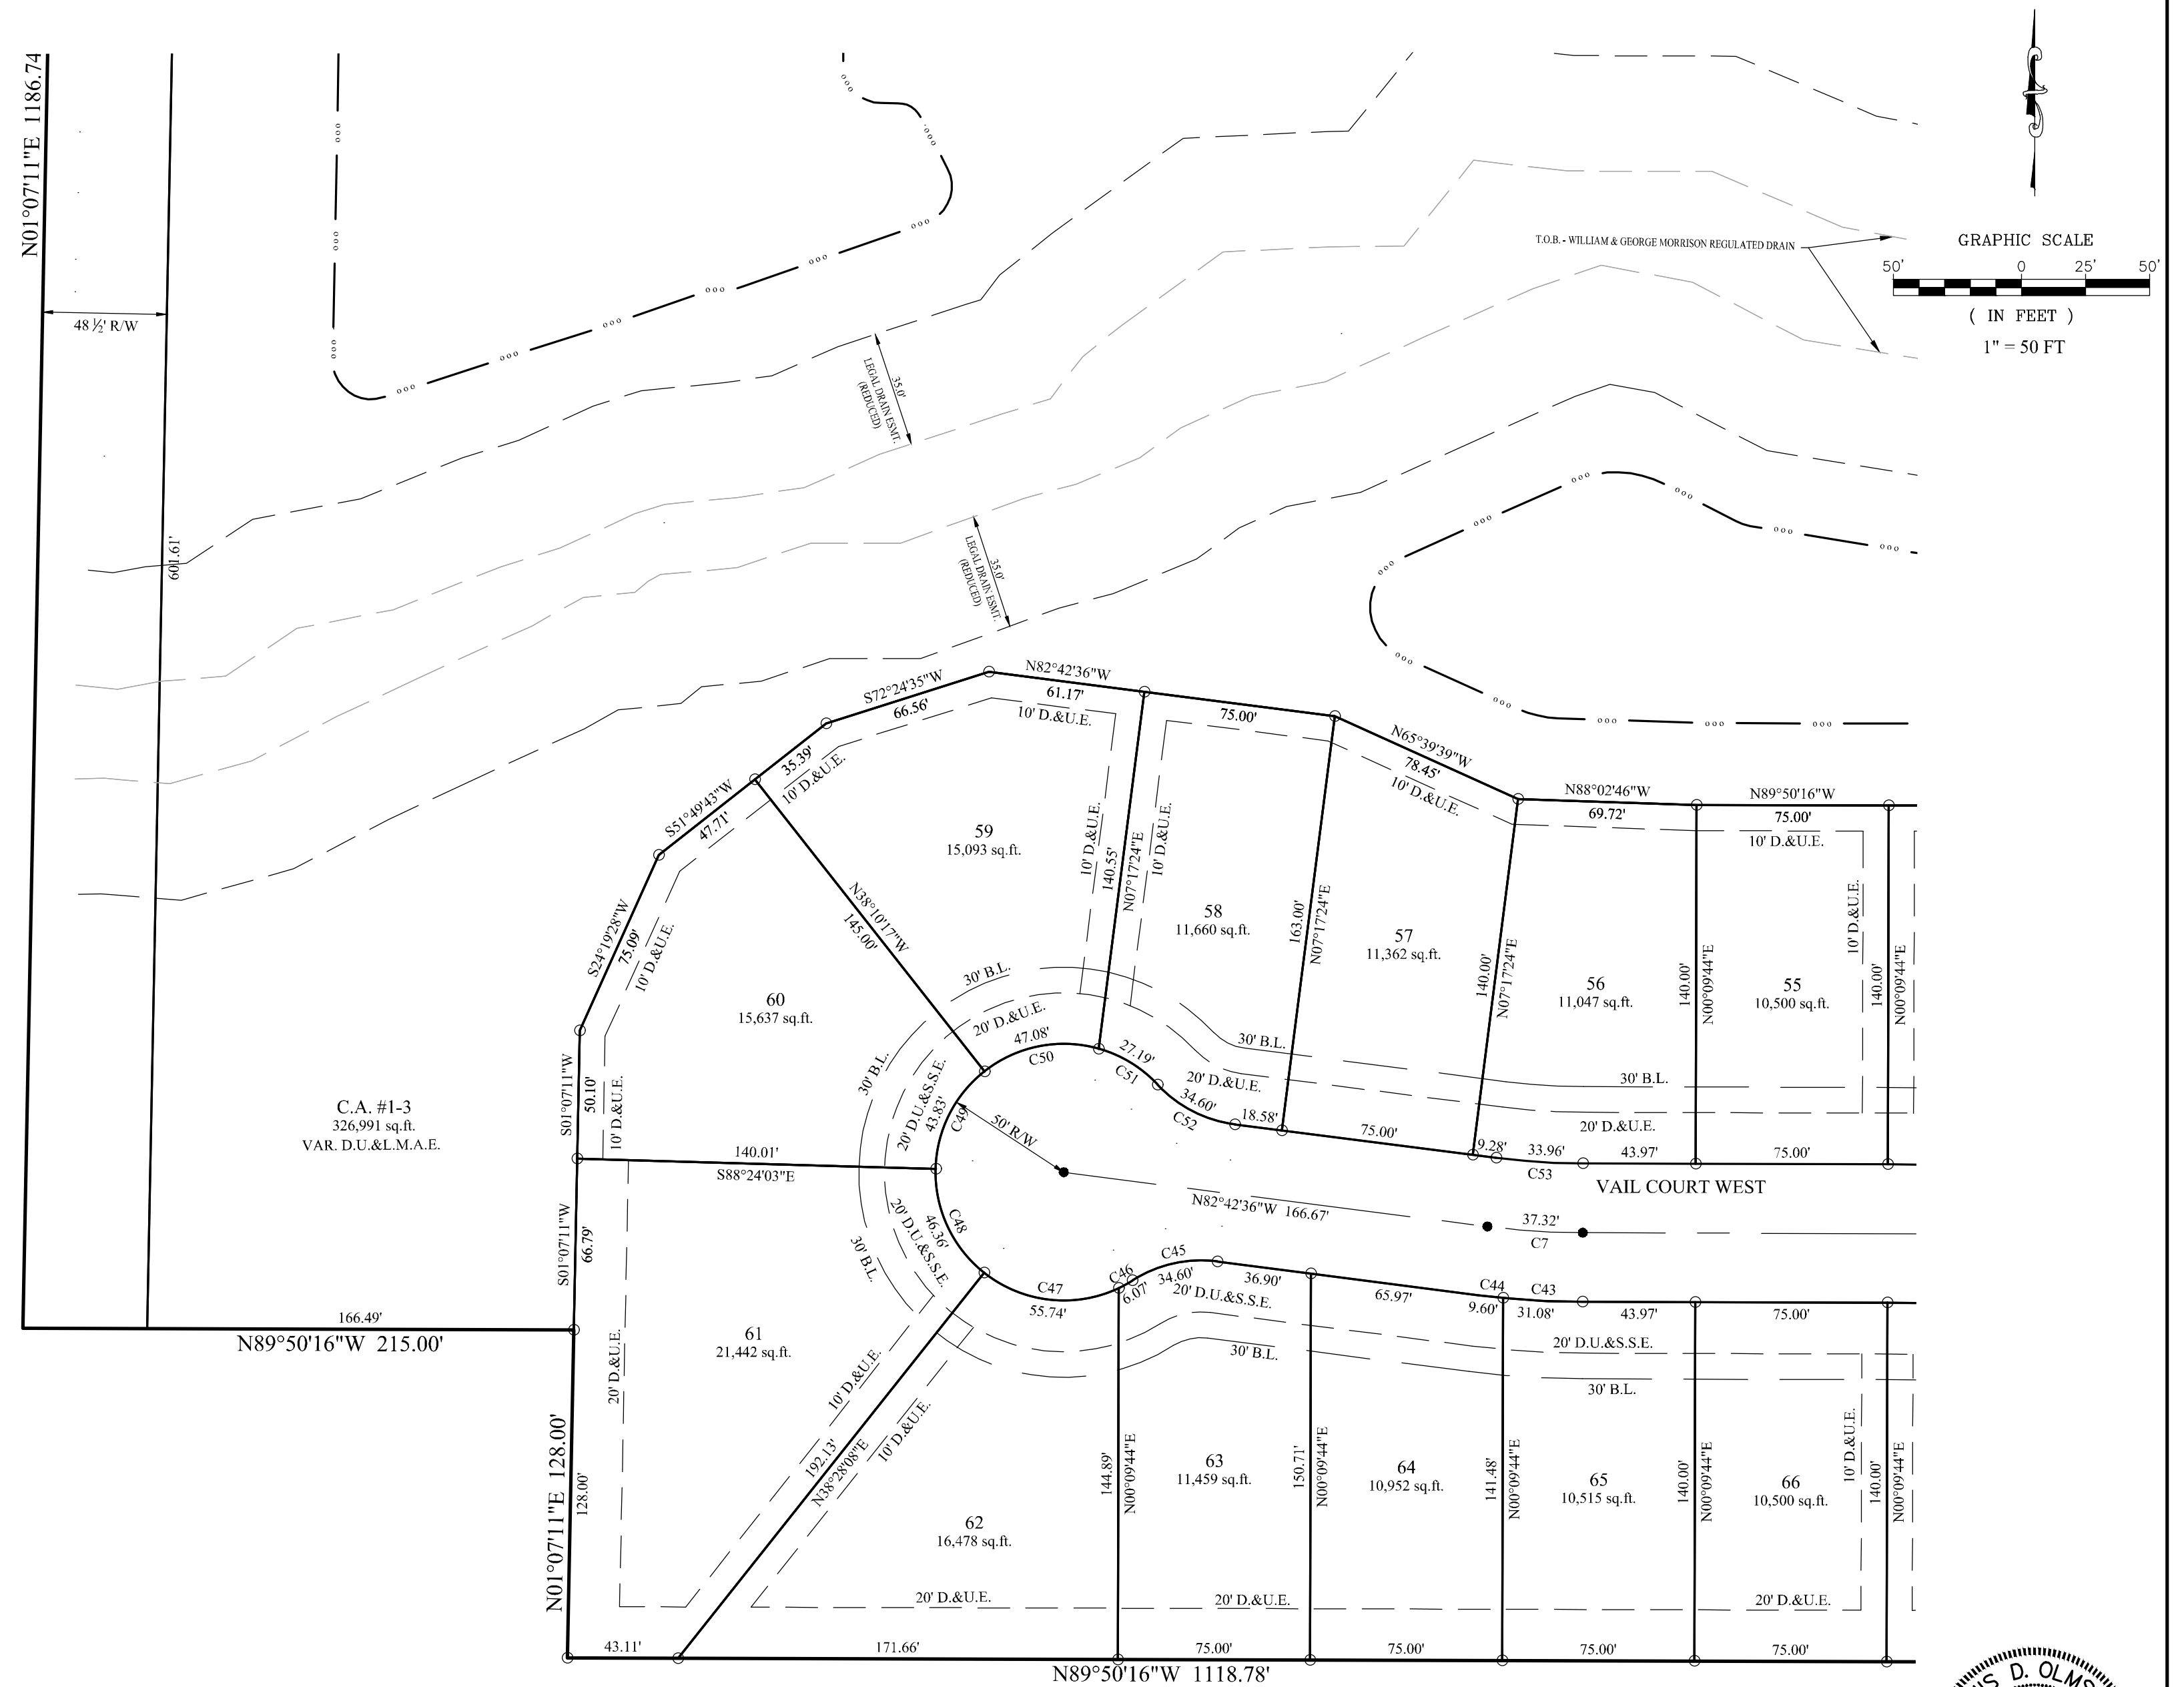 N01°07'11"E 1186.74
48 ½' R/W
601.61'
35.0'
LEGAL DRAIN ESMT.
(REDUCED)
35.0'
LEGAL DRAIN ESMT.
(REDUCED)
T.O.B. - WILLIAM & GEORGE MORRISON REGULATED DRAIN
GRAPHIC SCALE
50' 0 25' 50'
( IN FEET )
1" = 50 FT
S72°24'35"W
66.56'
N82°42'36"W
61.17'
10' D.&U.E.
75.00'
N65°39'39"W
78.45'
10' D.&U.E.
N88°02'46"W
69.72'
N89°50'16"W
75.00'
10' D.&U.E.
35.39'
10' D.&U.E.
S51°49'43"W
47.71'
S24°19'28"W
75.09'
10' D.&U.E.
S01°07'11"W
50.10'
10' D.&U.E.
N38°10'17"W
145.00'
59
15,093 sq.ft.
10' D.&U.E.
140.55'
N07°17'24"E
10' D.&U.E.
58
11,660 sq.ft.
163.00'
N07°17'24"E
57
11,362 sq.ft.
140.00'
N07°17'24"E
56
11,047 sq.ft.
140.00'
N00°09'44"E
55
10,500 sq.ft.
10' D.&U.E.
140.00'
N00°09'44"E
60
15,637 sq.ft.
30' B.L.
20' D.&U.E.
47.08'
C50
27.19'
C51
34.60'
C52
20' D.&U.E.
30' B.L.
18.58'
75.00'
9.28'
33.96'
C53
43.97'
75.00'
30' B.L.
20' D.&U.E.
30' B.L.
20' D.U.&S.S.E.
43.83'
C49
50' R/W
C.A. #1-3
326,991 sq.ft.
VAR. D.U.&L.M.A.E.
140.01'
S88°24'03"E
VAIL COURT WEST
N82°42'36"W 166.67'
37.32'
C7
S01°07'11"W
66.79'
C48
46.36'
20' D.U.&S.S.E.
30' B.L.
C47
55.74'
C46
6.07'
C45
34.60'
20' D.U.&S.S.E.
30' B.L.
36.90'
65.97'
C44
9.60'
C43
31.08'
43.97'
75.00'
20' D.U.&S.S.E.
30' B.L.
166.49'
N89°50'16"W 215.00'
61
21,442 sq.ft.
20' D.&U.E.
10' D.&U.E.
192.13'
N38°28'08"E
10' D.&U.E.
N01°07'11"E 128.00'
128.00'
62
16,478 sq.ft.
144.89'
N00°09'44"E
63
11,459 sq.ft.
150.71'
N00°09'44"E
64
10,952 sq.ft.
141.48'
N00°09'44"E
65
10,515 sq.ft.
140.00'
N00°09'44"E
66
10,500 sq.ft.
10' D.&U.E.
140.00'
N00°09'44"E
20' D.&U.E.
20' D.&U.E.
20' D.&U.E.
43.11'
171.66'
75.00'
75.00'
75.00'
75.00'
N89°50'16"W 1118.78'
D. OLMS